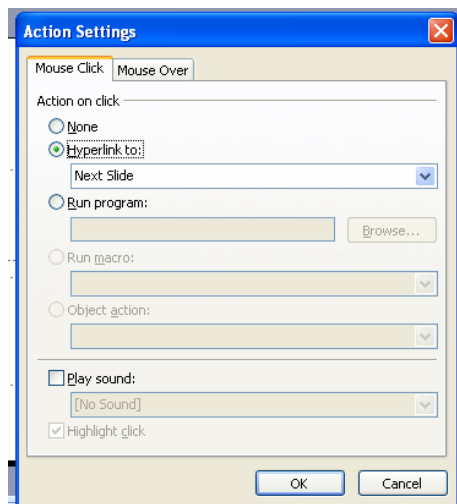 Action Settings
Mouse Click Mouse Over
Action on click
None
Hyperlink to:
Next Slide
Run program:
Browse...
Run macro:
Object action:
Play sound:
[No Sound]
Highlight click
OK Cancel